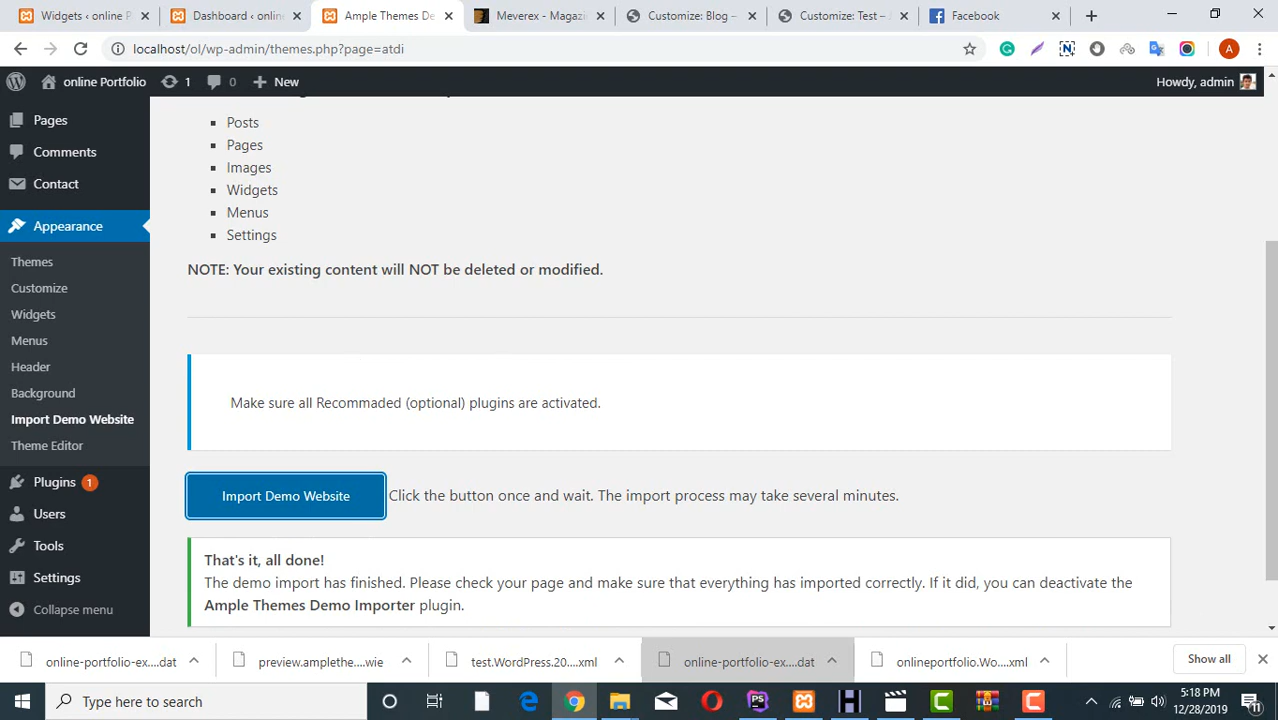 Widgets ‹ online P
Dashboard ‹ onlin
Ample Themes De
Meverex - Magazi
Customize: Blog –
Customize: Test –
Facebook
localhost/ol/wp-admin/themes.php?page=atdi
A
online Portfolio
1
0
New
Howdy, admin
Pages
Comments
Contact
Appearance
Themes
Customize
Widgets
Menus
Header
Background
Import Demo Website
Theme Editor
Plugins 1
Users
Tools
Settings
Collapse menu
Posts
Pages
Images
Widgets
Menus
Settings
NOTE: Your existing content will NOT be deleted or modified.
Make sure all Recommaded (optional) plugins are activated.
Import Demo Website Click the button once and wait. The import process may take several minutes.
That's it, all done!
The demo import has finished. Please check your page and make sure that everything has imported correctly. If it did, you can deactivate the
Ample Themes Demo Importer plugin.
online-portfolio-ex....dat
preview.amplethe....wie
test.WordPress.20....xml
online-portfolio-ex....dat
onlineportfolio.Wo....xml
Show all
Type here to search
5:18 PM
12/28/2019